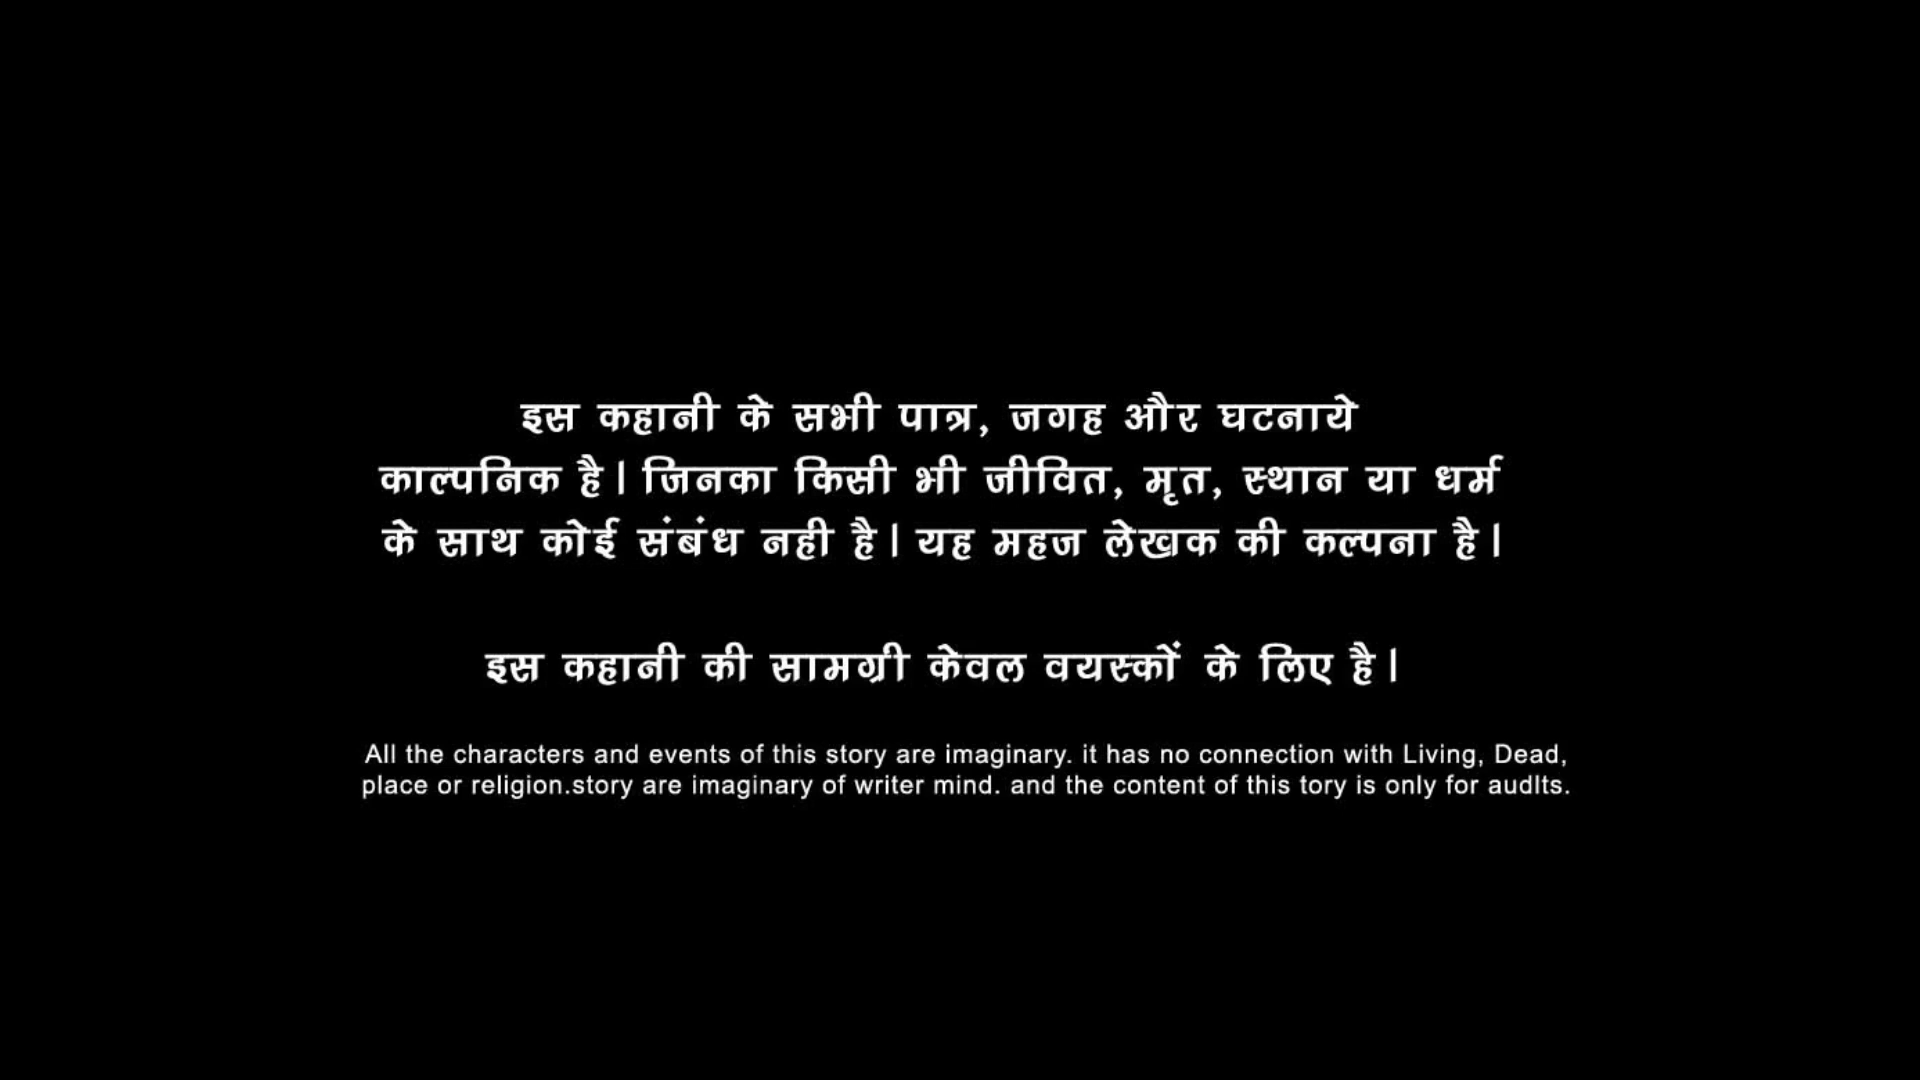 इस कहानी के सभी पात्र, जगह और घटनाये
काल्पनिक है। जिनका किसी भी जीवित, मृत, स्थान या धर्म
के साथ कोई संबंध नही है। यह महज लेखक की कल्पना है।
इस कहानी की सामग्री केवल वयस्कों के लिए है।
All the characters and events of this story are imaginary. it has no connection with Living, Dead,
place or religion.story are imaginary of writer mind. and the content of this tory is only for audlts.